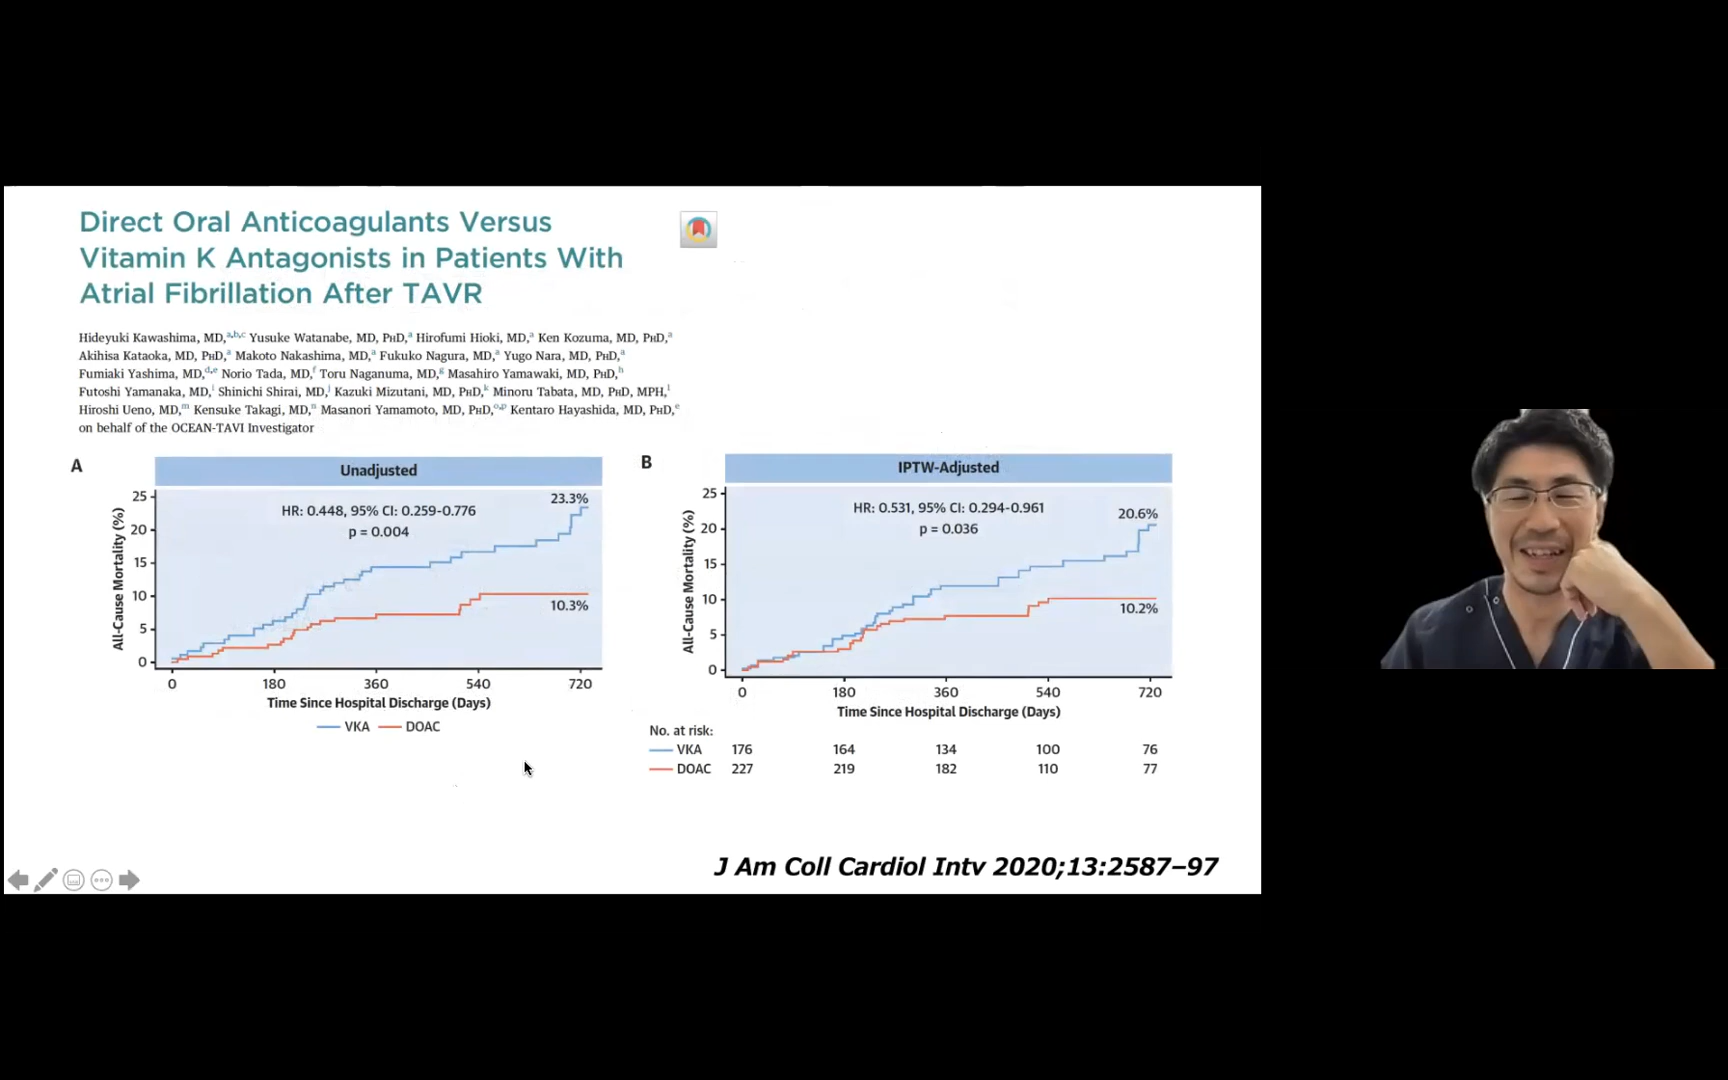 Direct Oral Anticoagulants Versus
Vitamin K Antagonists in Patients With
Atrial Fibrillation After TAVR
Hideyuki Kawashima, MD,a,b,c Yusuke Watanabe, MD, PhD,a Hirofumi Hioki, MD,a Ken Kozuma, MD, PhD,a
Akihisa Kataoka, MD, PhD,a Makoto Nakashima, MD,a Fukuko Nagura, MD,a Yugo Nara, MD, PhD,a
Fumiaki Yashima, MD,d,e Norio Tada, MD,f Toru Naganuma, MD,g Masahiro Yamawaki, MD, PhD,h
Futoshi Yamanaka, MD,i Shinichi Shirai, MD,j Kazuki Mizutani, MD, PhD,k Minoru Tabata, MD, PhD, MPH,l
Hiroshi Ueno, MD,m Kensuke Takagi, MD,n Masanori Yamamoto, MD, PhD,o,p Kentaro Hayashida, MD, PhD,e
on behalf of the OCEAN-TAVI Investigator
A
Unadjusted
HR: 0.448, 95% CI: 0.259-0.776
p = 0.004
23.3%
10.3%
All-Cause Mortality (%)
25
20
15
10
5
0
0 180 360 540 720
Time Since Hospital Discharge (Days)
VKA DOAC
B
IPTW-Adjusted
HR: 0.531, 95% CI: 0.294-0.961
p = 0.036
20.6%
10.2%
All-Cause Mortality (%)
25
20
15
10
5
0
0 180 360 540 720
Time Since Hospital Discharge (Days)
No. at risk:
VKA 176 164 134 100 76
DOAC 227 219 182 110 77
J Am Coll Cardiol Intv 2020;13:2587–97